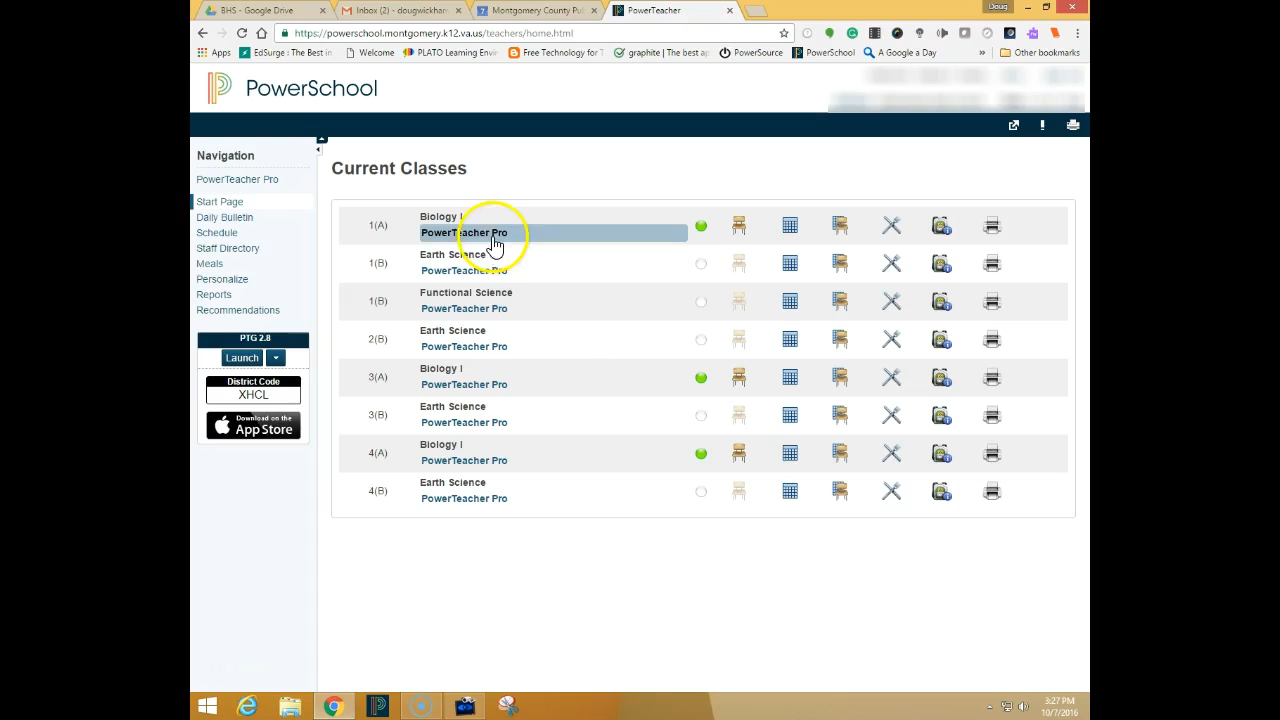 BHS - Google Drive
Inbox (2) - dougwickham
Montgomery County Pu
PowerTeacher
Doug
https://powerschool.montgomery.k12.va.us/teachers/home.html
Apps
EdSurge : The Best in
Welcome
PLATO Learning Envi
Free Technology for T
graphite | The best ap
PowerSource
PowerSchool
A Google a Day
»
Other bookmarks
PowerSchool
Navigation
PowerTeacher Pro
Start Page
Daily Bulletin
Schedule
Staff Directory
Meals
Personalize
Reports
Recommendations
PTG 2.8
Launch
District Code
XHCL
Download on the
App Store
Current Classes
1(A)
Biology I
PowerTeacher Pro
1(B)
Earth Science
PowerTeacher Pro
1(B)
Functional Science
PowerTeacher Pro
2(B)
Earth Science
PowerTeacher Pro
3(A)
Biology I
PowerTeacher Pro
3(B)
Earth Science
PowerTeacher Pro
4(A)
Biology I
PowerTeacher Pro
4(B)
Earth Science
PowerTeacher Pro
3:27 PM
10/7/2016